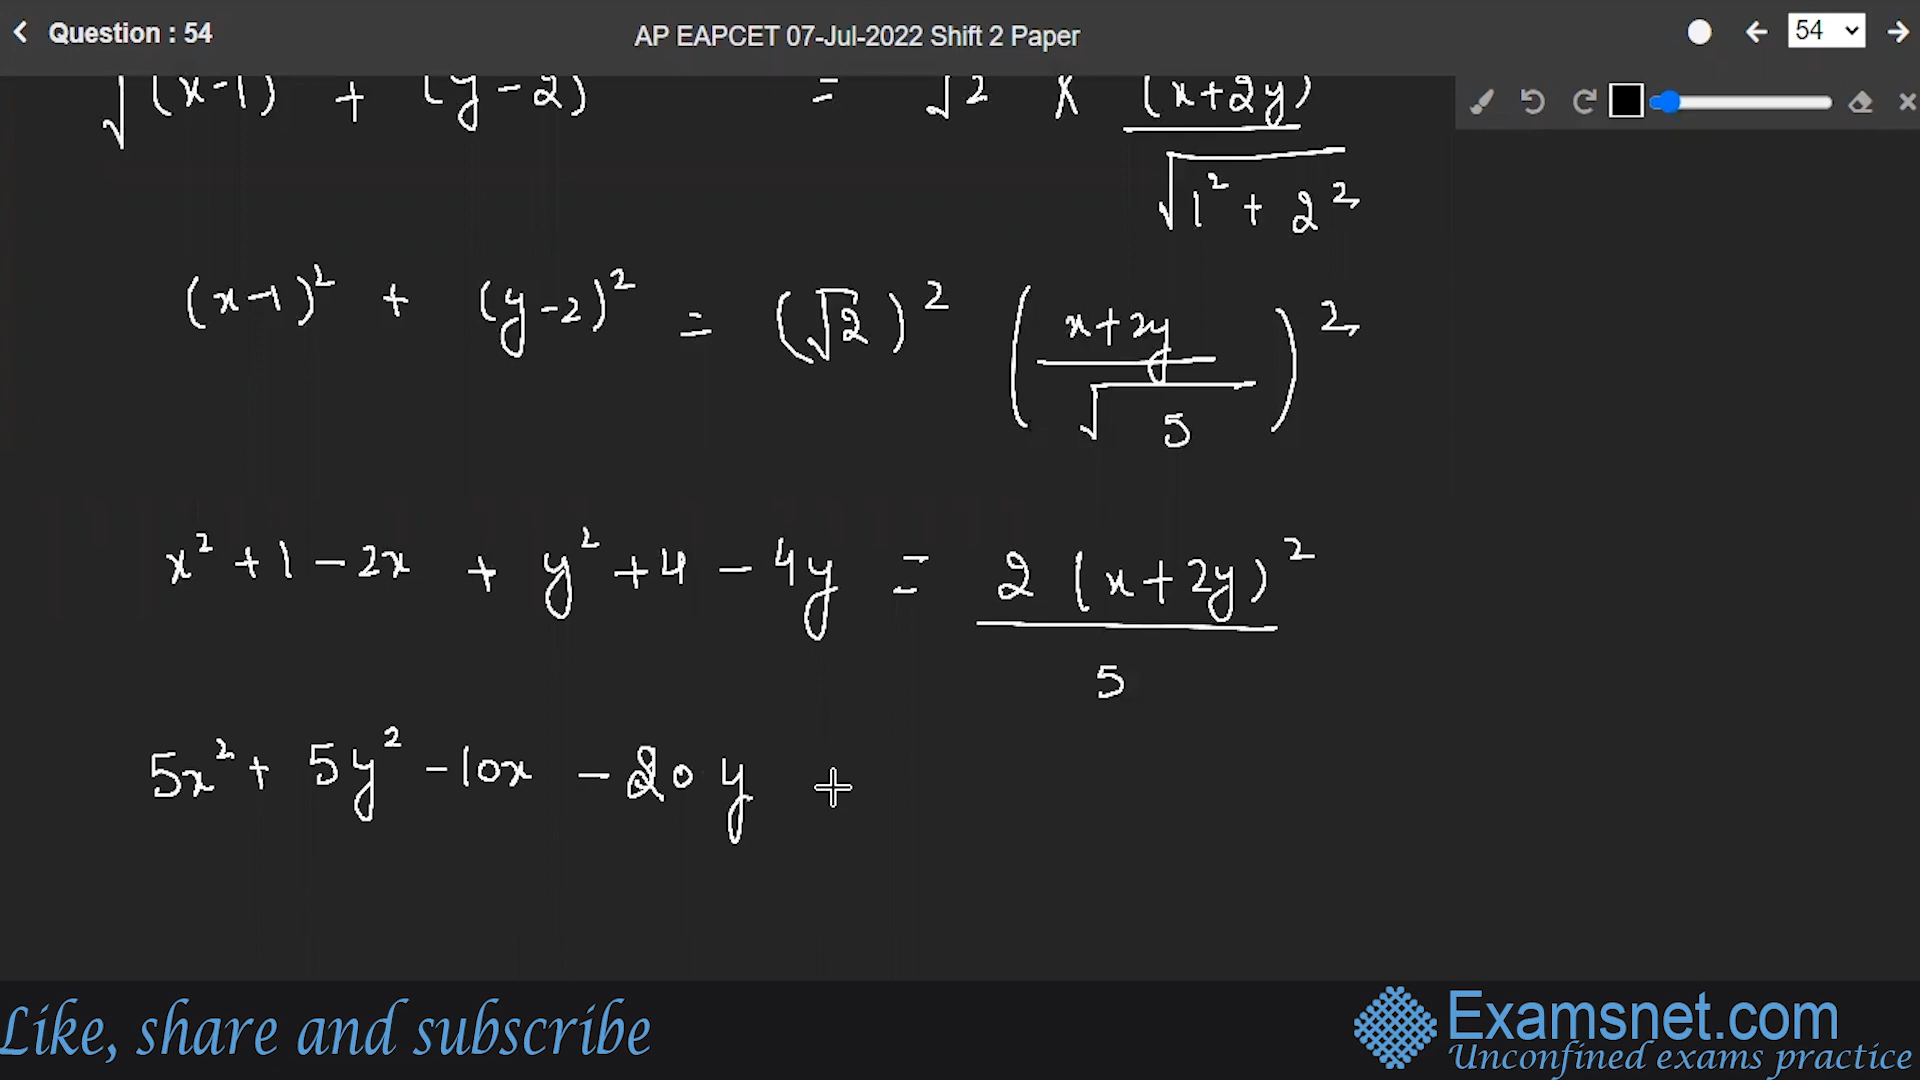 Question : 54
AP EAPCET 07-Jul-2022 Shift 2 Paper
54
√(x-1) + (y-2) = √2 × (x+2y) / √1² + 2²
(x-1)² + (y-2)² = (√2)² (x+2y / √5)²
x² + 1 - 2x + y² + 4 - 4y = 2 (x+2y)² / 5
5x² + 5y² - 10x - 20y
Like, share and subscribe
Examsnet.com
Unconfined exams practice